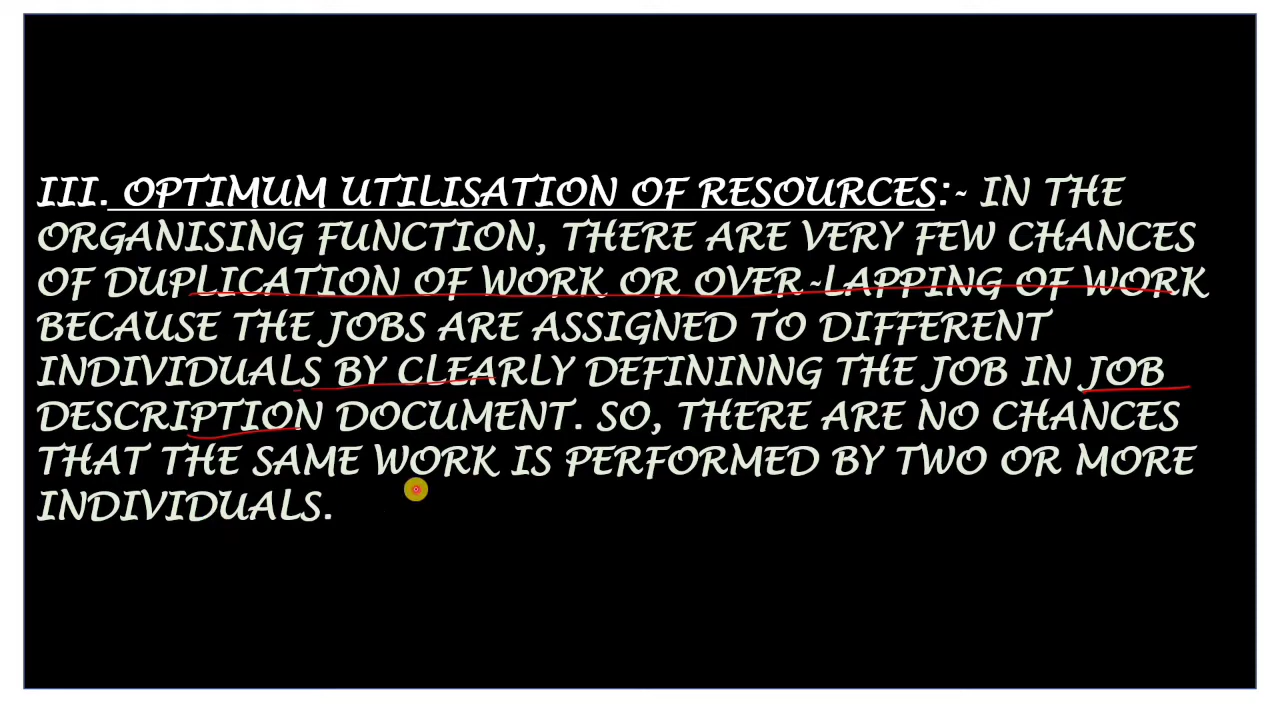 III. OPTIMUM UTILISATION OF RESOURCES:- IN THE
ORGANISING FUNCTION, THERE ARE VERY FEW CHANCES
OF DUPLICATION OF WORK OR OVER-LAPPING OF WORK
BECAUSE THE JOBS ARE ASSIGNED TO DIFFERENT
INDIVIDUALS BY CLEARLY DEFININNG THE JOB IN JOB
DESCRIPTION DOCUMENT. SO, THERE ARE NO CHANCES
THAT THE SAME WORK IS PERFORMED BY TWO OR MORE
INDIVIDUALS.